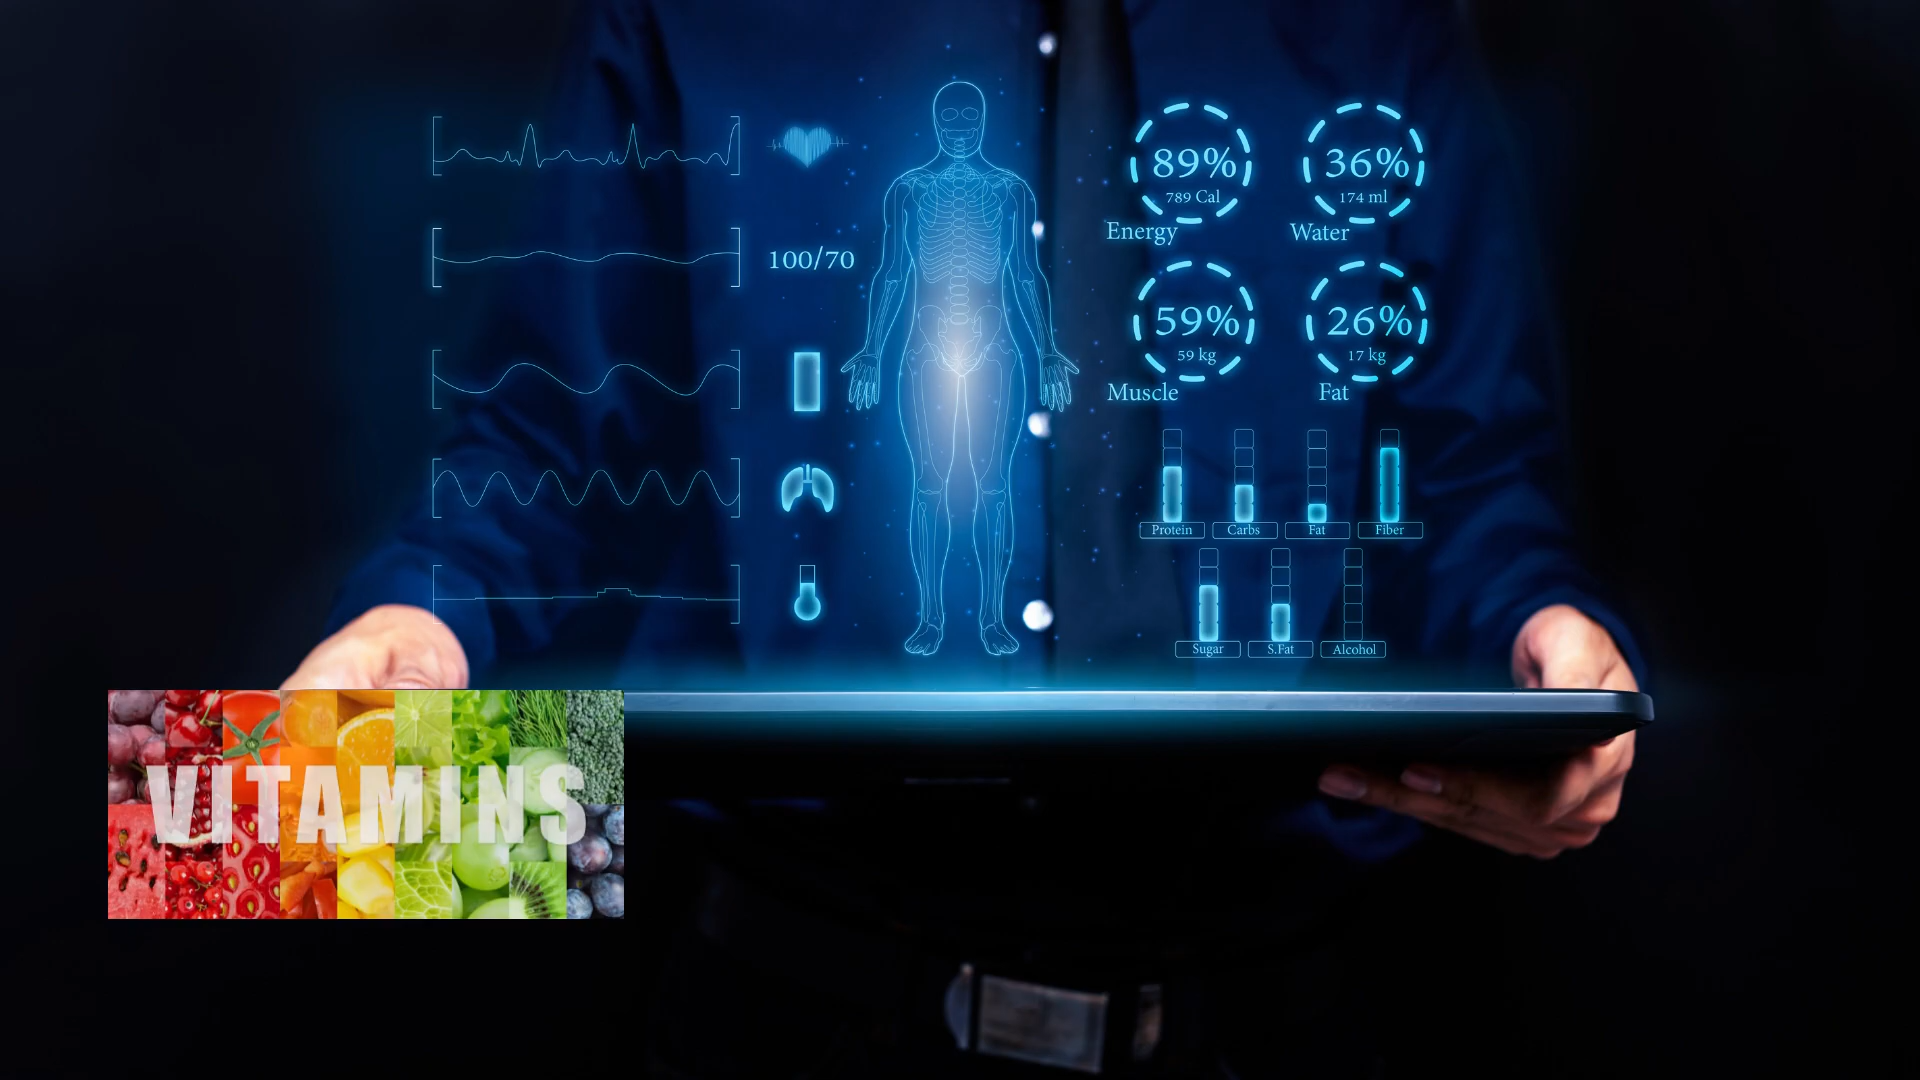 89%
789 Cal
Energy
36%
174 ml
Water
100/70
59%
59 kg
Muscle
26%
17 kg
Fat
Protein
Carbs
Fat
Fiber
Sugar
S.Fat
Alcohol
VITAMINS